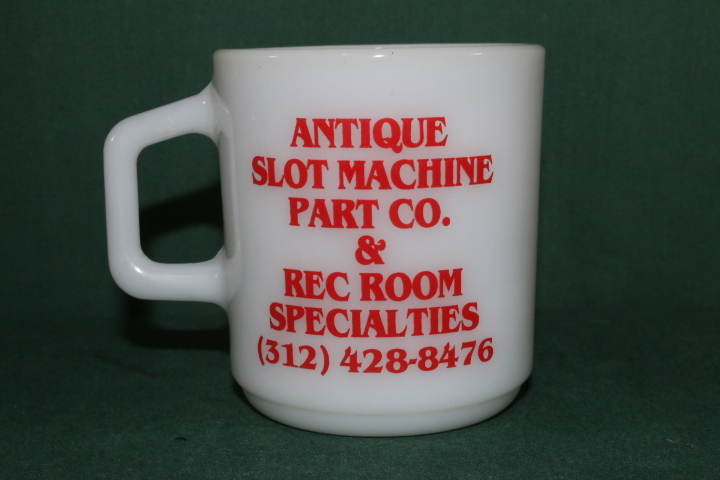 ANTIQUE
SLOT MACHINE
PART CO.
&
REC ROOM
SPECIALTIES
(312) 428-8476